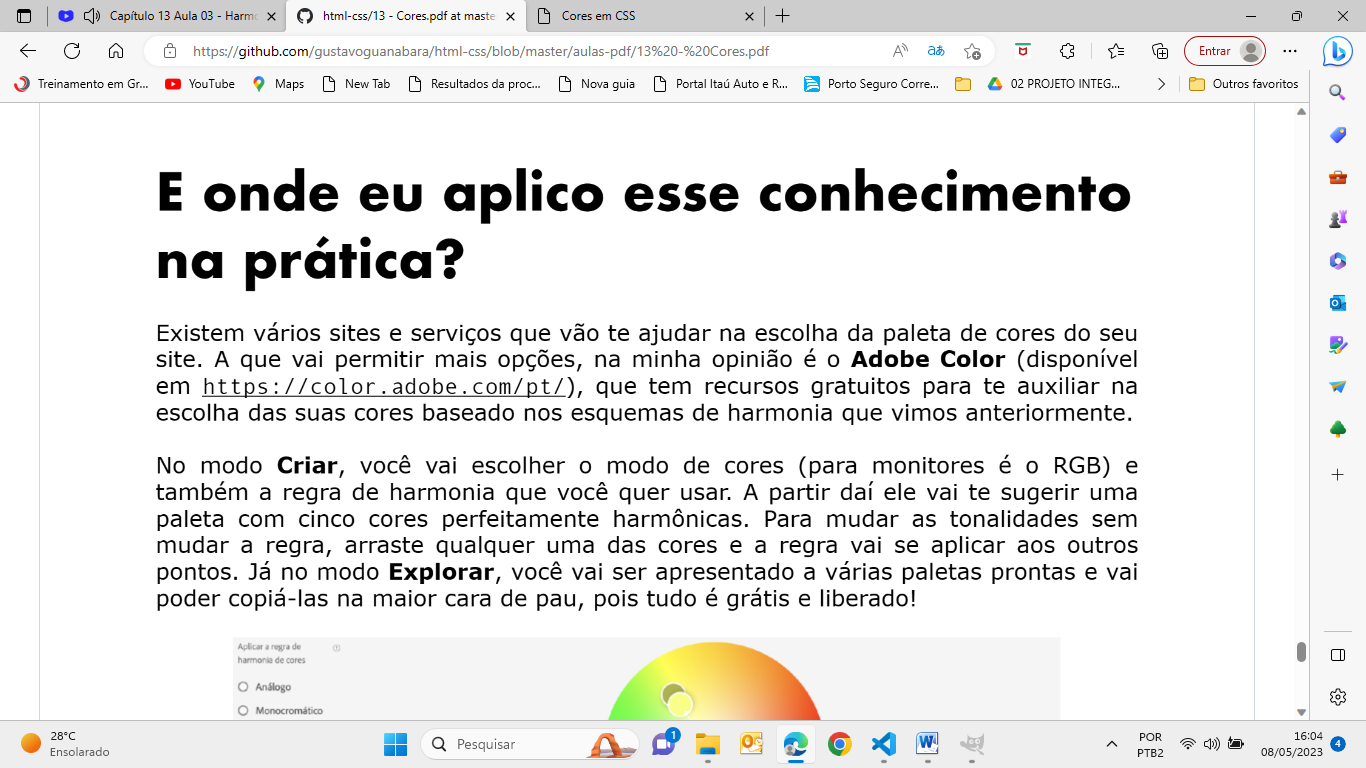 Capítulo 13 Aula 03 - Harmo
html-css/13 - Cores.pdf at maste
Cores em CSS
https://github.com/gustavoguanabara/html-css/blob/master/aulas-pdf/13%20-%20Cores.pdf
Entrar
Treinamento em Gr...
YouTube
Maps
New Tab
Resultados da proc...
Nova guia
Portal Itaú Auto e R...
Porto Seguro Corre...
02 PROJETO INTEG...
Outros favoritos
E onde eu aplico esse conhecimento
na prática?
Existem vários sites e serviços que vão te ajudar na escolha da paleta de cores do seu
site. A que vai permitir mais opções, na minha opinião é o Adobe Color (disponível
em https://color.adobe.com/pt/), que tem recursos gratuitos para te auxiliar na
escolha das suas cores baseado nos esquemas de harmonia que vimos anteriormente.
No modo Criar, você vai escolher o modo de cores (para monitores é o RGB) e
também a regra de harmonia que você quer usar. A partir daí ele vai te sugerir uma
paleta com cinco cores perfeitamente harmônicas. Para mudar as tonalidades sem
mudar a regra, arraste qualquer uma das cores e a regra vai se aplicar aos outros
pontos. Já no modo Explorar, você vai ser apresentado a várias paletas prontas e vai
poder copiá-las na maior cara de pau, pois tudo é grátis e liberado!
Aplicar a regra de
harmonia de cores
Análogo
Monocromático
28°C
Ensolarado
Pesquisar
1
POR
PTB2
16:04
08/05/2023
4